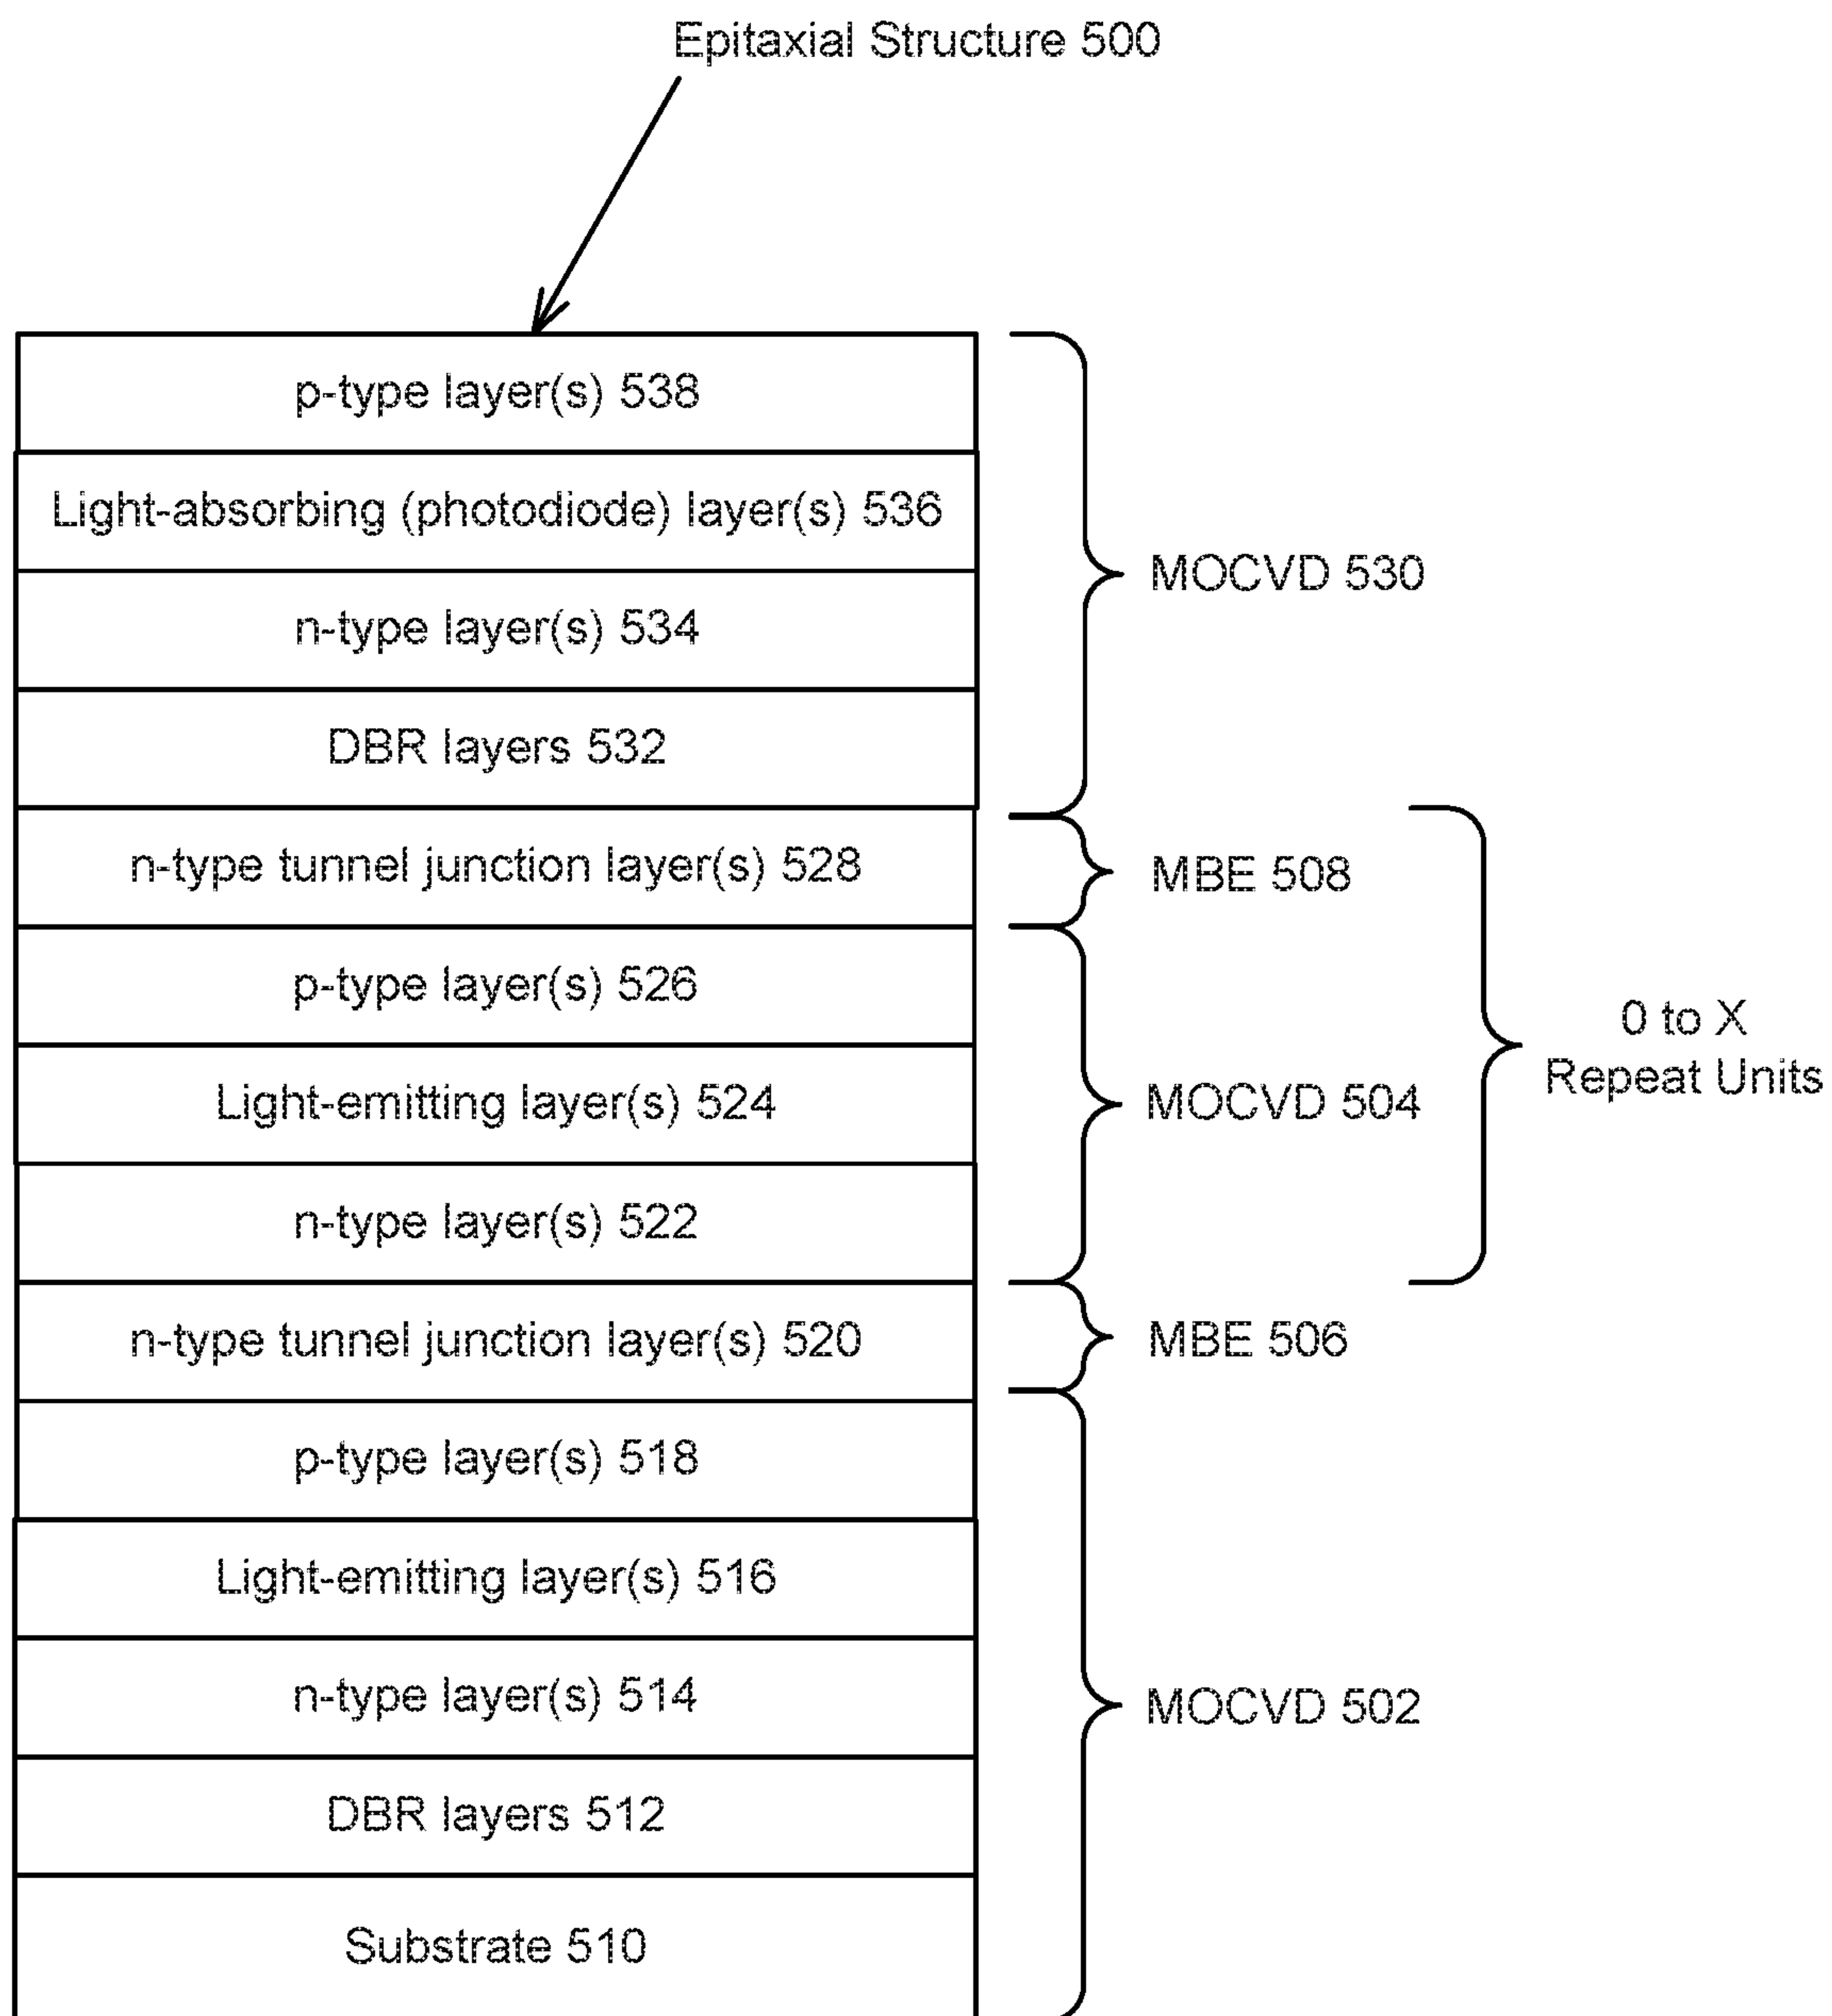 Epitaxial Structure 500
p-type layer(s) 538
Light-absorbing (photodiode) layer(s) 536
n-type layer(s) 534
DBR layers 532
MOCVD 530
n-type tunnel junction layer(s) 528
MBE 508
p-type layer(s) 526
Light-emitting layer(s) 524
n-type layer(s) 522
MOCVD 504
0 to X
Repeat Units
n-type tunnel junction layer(s) 520
MBE 506
p-type layer(s) 518
Light-emitting layer(s) 516
n-type layer(s) 514
DBR layers 512
Substrate 510
MOCVD 502